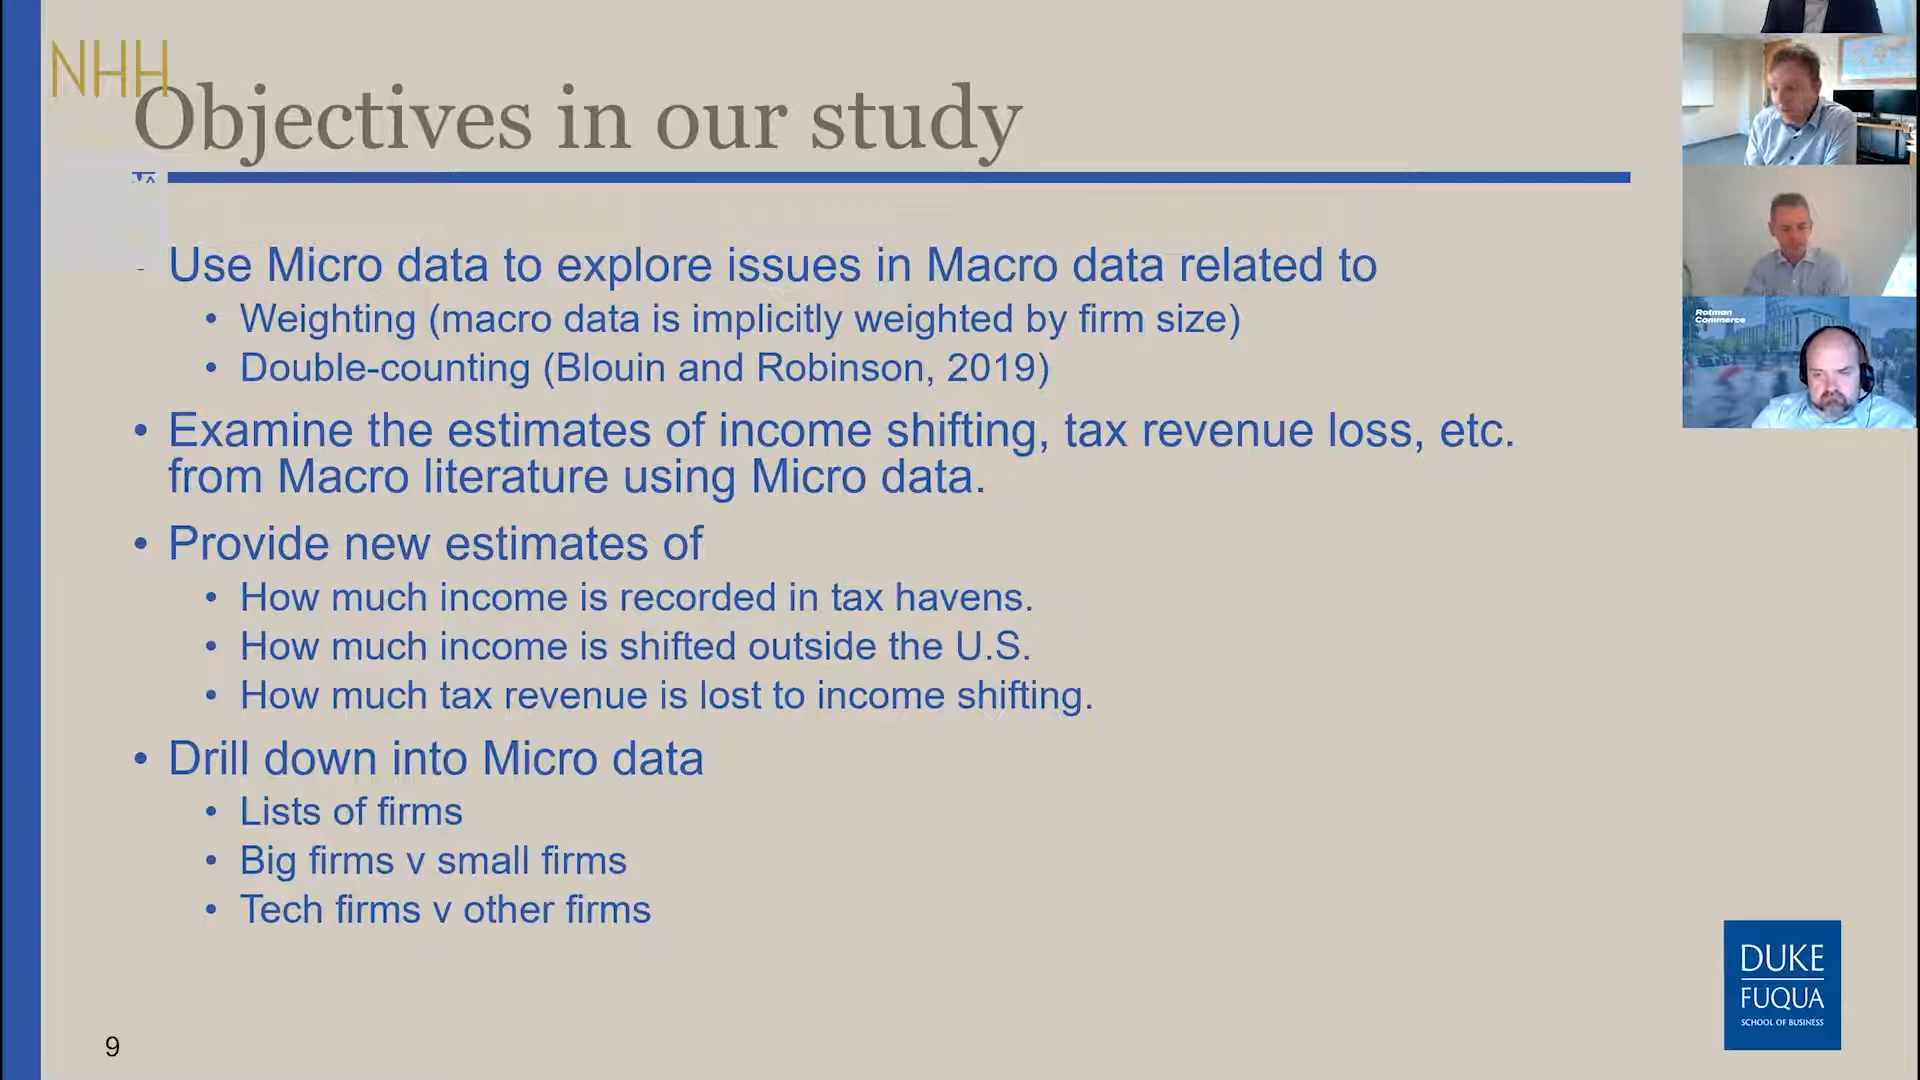 NHH
Objectives in our study
Use Micro data to explore issues in Macro data related to
• Weighting (macro data is implicitly weighted by firm size)
• Double-counting (Blouin and Robinson, 2019)
• Examine the estimates of income shifting, tax revenue loss, etc.
from Macro literature using Micro data.
• Provide new estimates of
• How much income is recorded in tax havens.
• How much income is shifted outside the U.S.
• How much tax revenue is lost to income shifting.
• Drill down into Micro data
• Lists of firms
• Big firms v small firms
• Tech firms v other firms
9
Rotman
Commerce
DUKE
FUQUA
SCHOOL OF BUSINESS